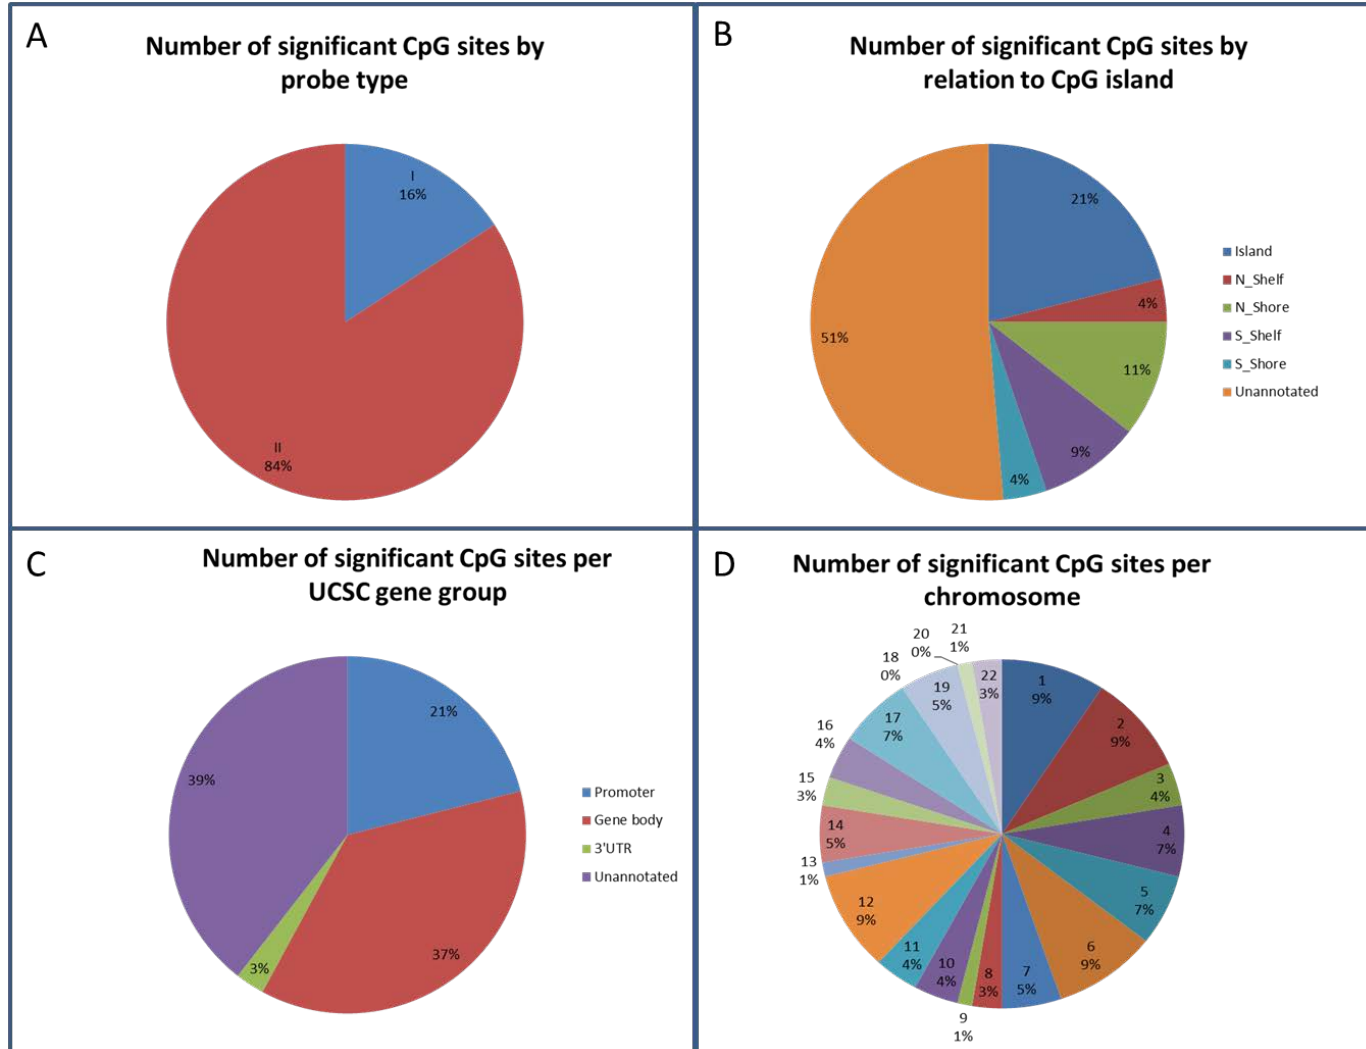 A
Number of significant CpG sites by
probe type
I
16%
II
84%
B
Number of significant CpG sites by
relation to CpG island
21%
4%
11%
9%
4%
51%
Island
N_Shelf
N_Shore
S_Shelf
S_Shore
Unannotated
C
Number of significant CpG sites per
UCSC gene group
21%
37%
3%
39%
Promoter
Gene body
3'UTR
Unannotated
D
Number of significant CpG sites per
chromosome
1
9%
2
9%
3
4%
4
7%
5
7%
6
9%
7
5%
8
3%
9
1%
10
4%
11
4%
12
9%
13
1%
14
5%
15
3%
16
4%
17
7%
18
0%
19
5%
20
0%
21
1%
22
3%